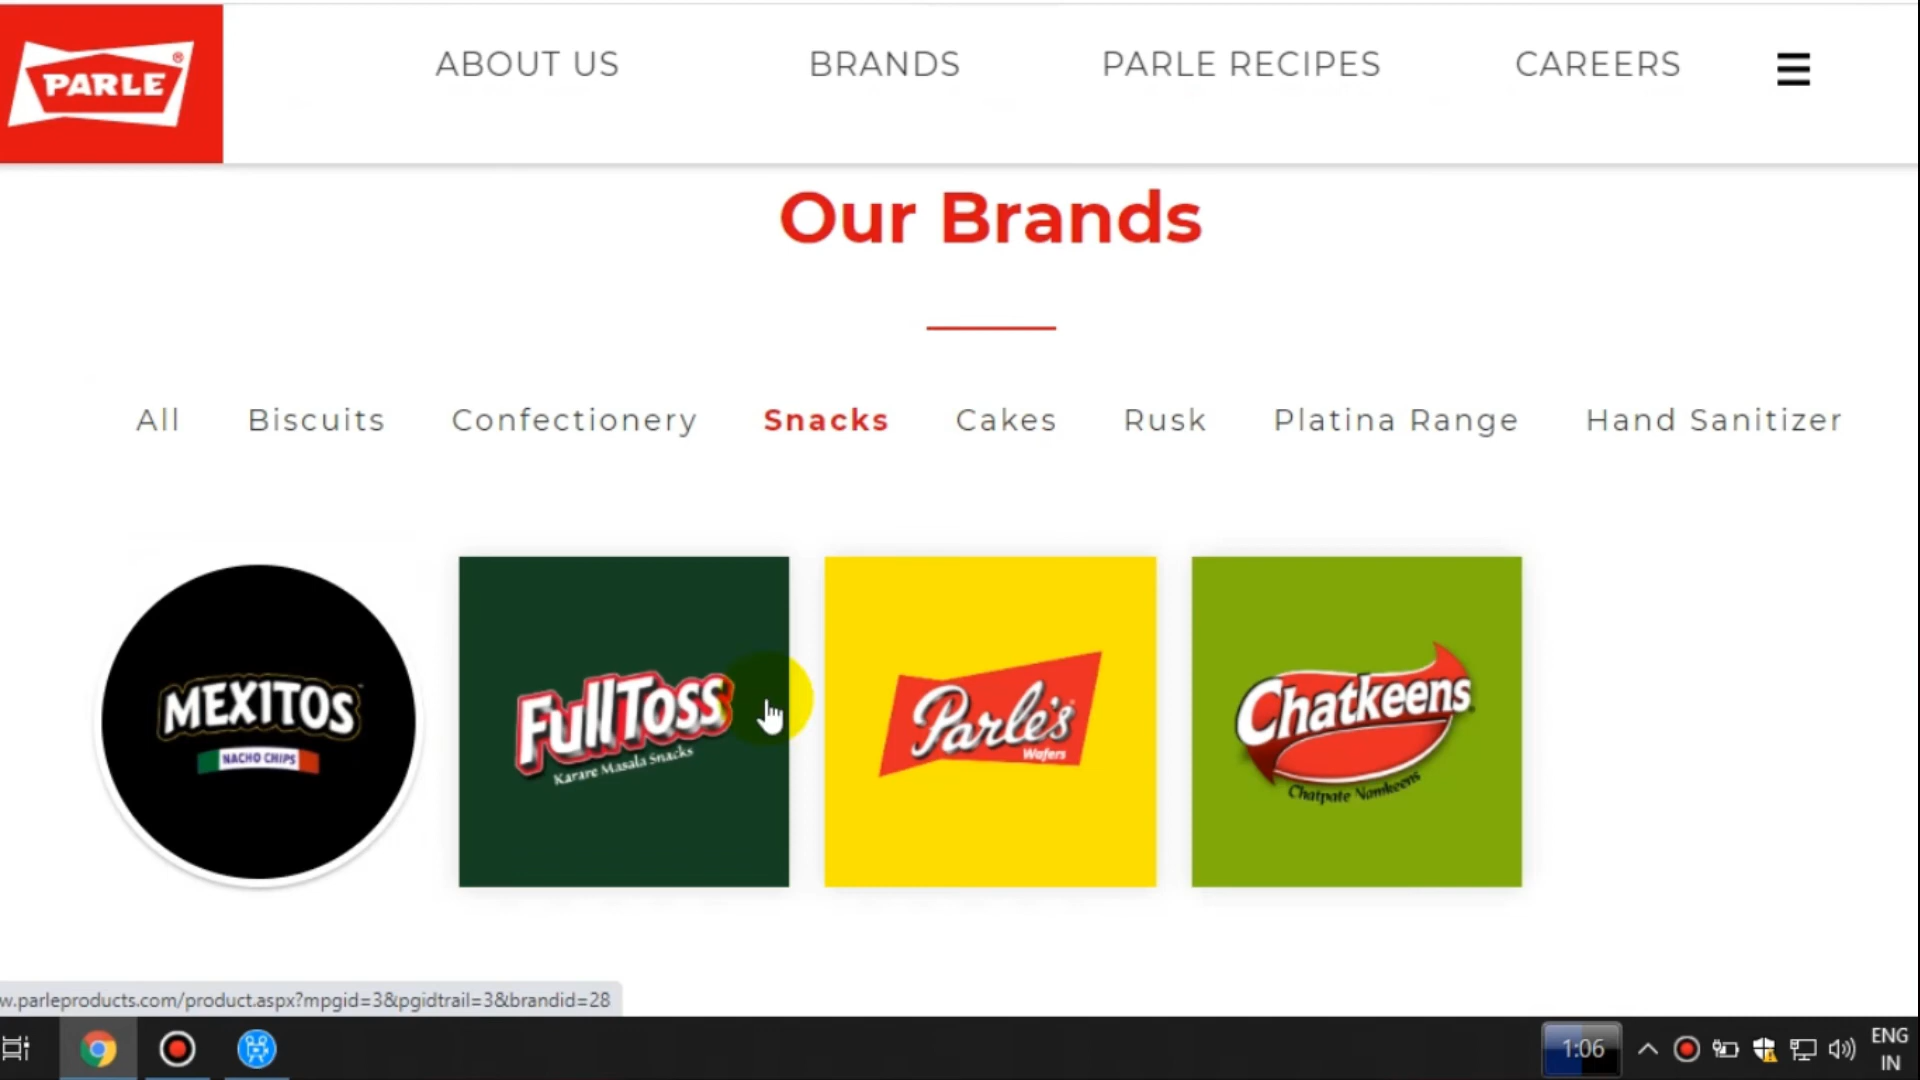 PARLE ®
ABOUT US BRANDS PARLE RECIPES CAREERS
Our Brands
All Biscuits Confectionery Snacks Cakes Rusk Platina Range Hand Sanitizer
MEXITOS
NACHO CHIPS
FullToss
Karare Masala Snacks
Parle's
Wafers
Chatkeens
Chatpate Namkeens
w.parleproducts.com/product.aspx?mpgid=3&pgidtrail=3&brandid=28
1:06
ENG
IN